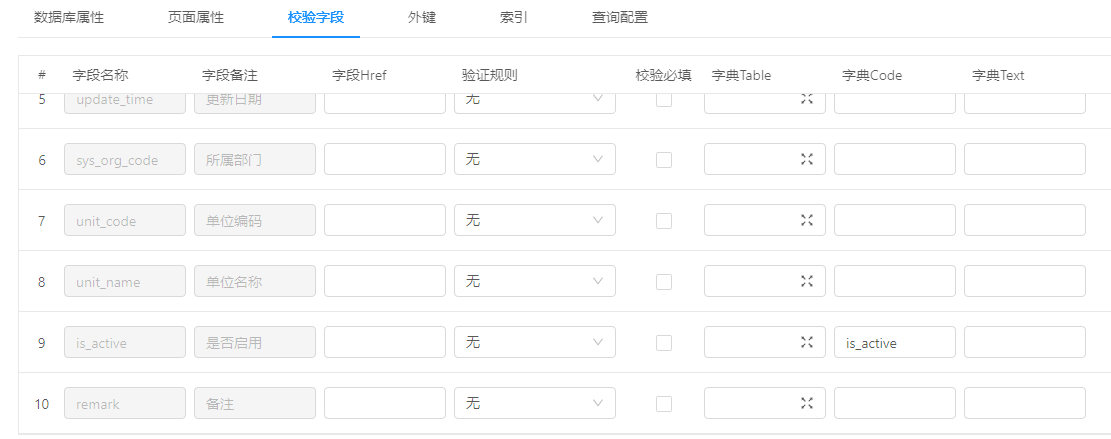 数据库属性 页面属性 校验字段 外键 索引 查询配置
# 字段名称 字段备注 字段Href 验证规则 校验必填 字典Table 字典Code 字典Text
5 update_time 更新日期 无
6 sys_org_code 所属部门 无
7 unit_code 单位编码 无
8 unit_name 单位名称 无
9 is_active 是否启用 无 is_active
10 remark 备注 无